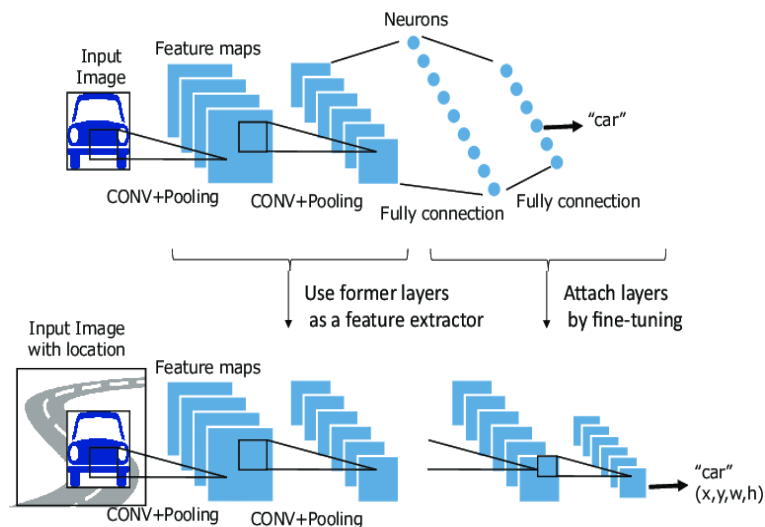 Neurons
Feature maps
Input
Image
"car"
CONV+Pooling
CONV+Pooling
Fully connection
Fully connection
Use former layers
as a feature extractor
Attach layers
by fine-tuning
Input Image
with location
Feature maps
"car"
(x,y,w,h)
CONV+Pooling
CONV+Pooling